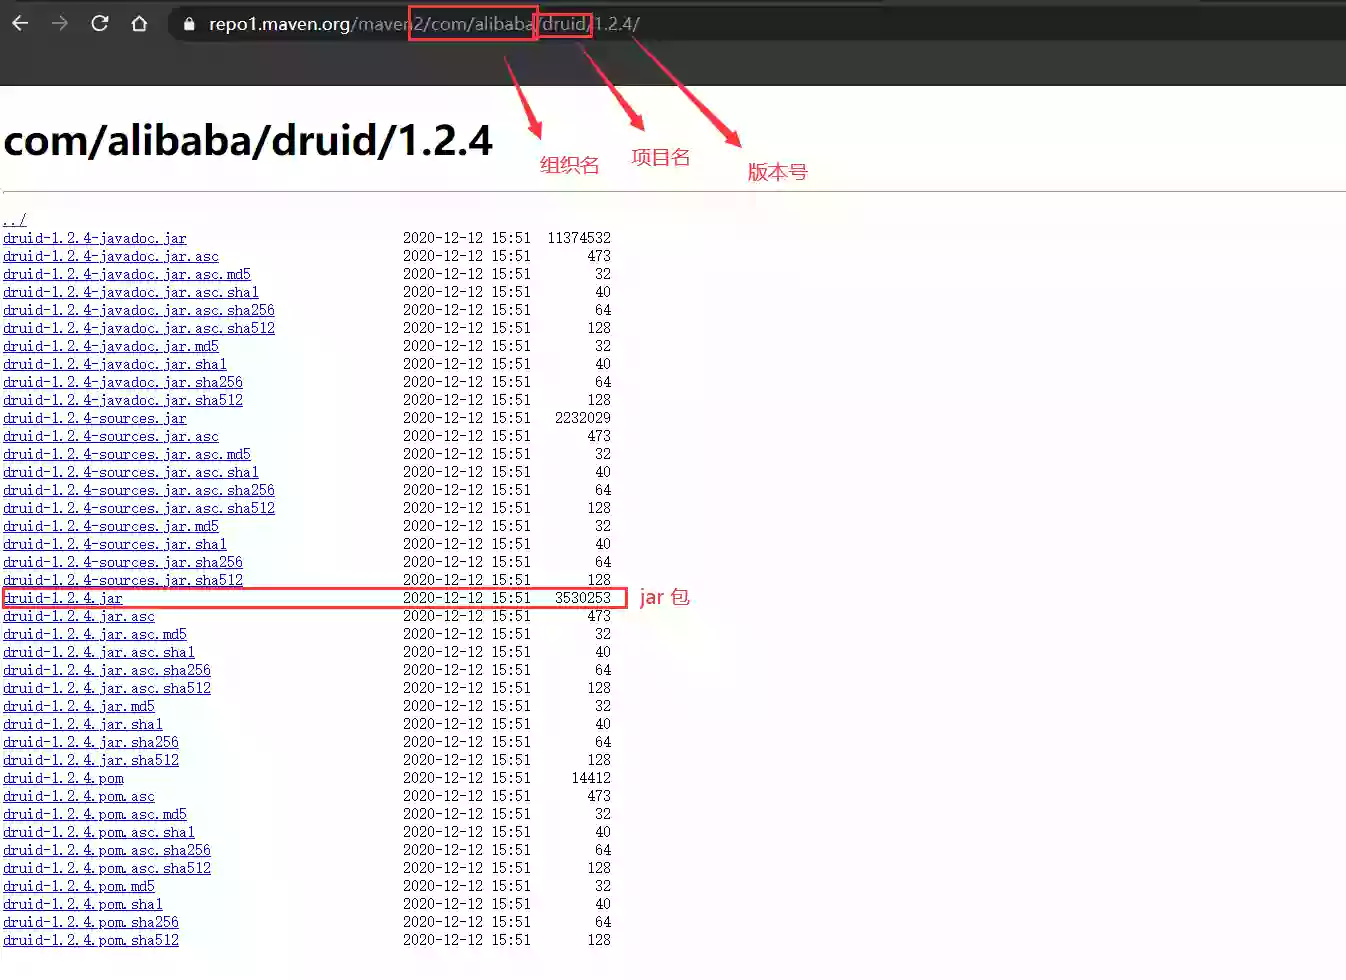 repo1.maven.org/maven2/com/alibaba/druid/1.2.4/
com/alibaba/druid/1.2.4
组织名
项目名
版本号
../
druid-1.2.4-javadoc.jar 2020-12-12 15:51 11374532
druid-1.2.4-javadoc.jar.asc 2020-12-12 15:51 473
druid-1.2.4-javadoc.jar.asc.md5 2020-12-12 15:51 32
druid-1.2.4-javadoc.jar.asc.sha1 2020-12-12 15:51 40
druid-1.2.4-javadoc.jar.asc.sha256 2020-12-12 15:51 64
druid-1.2.4-javadoc.jar.asc.sha512 2020-12-12 15:51 128
druid-1.2.4-javadoc.jar.md5 2020-12-12 15:51 32
druid-1.2.4-javadoc.jar.sha1 2020-12-12 15:51 40
druid-1.2.4-javadoc.jar.sha256 2020-12-12 15:51 64
druid-1.2.4-javadoc.jar.sha512 2020-12-12 15:51 128
druid-1.2.4-sources.jar 2020-12-12 15:51 2232029
druid-1.2.4-sources.jar.asc 2020-12-12 15:51 473
druid-1.2.4-sources.jar.asc.md5 2020-12-12 15:51 32
druid-1.2.4-sources.jar.asc.sha1 2020-12-12 15:51 40
druid-1.2.4-sources.jar.asc.sha256 2020-12-12 15:51 64
druid-1.2.4-sources.jar.asc.sha512 2020-12-12 15:51 128
druid-1.2.4-sources.jar.md5 2020-12-12 15:51 32
druid-1.2.4-sources.jar.sha1 2020-12-12 15:51 40
druid-1.2.4-sources.jar.sha256 2020-12-12 15:51 64
druid-1.2.4-sources.jar.sha512 2020-12-12 15:51 128
druid-1.2.4.jar 2020-12-12 15:51 3530253 jar 包
druid-1.2.4.jar.asc 2020-12-12 15:51 473
druid-1.2.4.jar.asc.md5 2020-12-12 15:51 32
druid-1.2.4.jar.asc.sha1 2020-12-12 15:51 40
druid-1.2.4.jar.asc.sha256 2020-12-12 15:51 64
druid-1.2.4.jar.asc.sha512 2020-12-12 15:51 128
druid-1.2.4.jar.md5 2020-12-12 15:51 32
druid-1.2.4.jar.sha1 2020-12-12 15:51 40
druid-1.2.4.jar.sha256 2020-12-12 15:51 64
druid-1.2.4.jar.sha512 2020-12-12 15:51 128
druid-1.2.4.pom 2020-12-12 15:51 14412
druid-1.2.4.pom.asc 2020-12-12 15:51 473
druid-1.2.4.pom.asc.md5 2020-12-12 15:51 32
druid-1.2.4.pom.asc.sha1 2020-12-12 15:51 40
druid-1.2.4.pom.asc.sha256 2020-12-12 15:51 64
druid-1.2.4.pom.asc.sha512 2020-12-12 15:51 128
druid-1.2.4.pom.md5 2020-12-12 15:51 32
druid-1.2.4.pom.sha1 2020-12-12 15:51 40
druid-1.2.4.pom.sha256 2020-12-12 15:51 64
druid-1.2.4.pom.sha512 2020-12-12 15:51 128